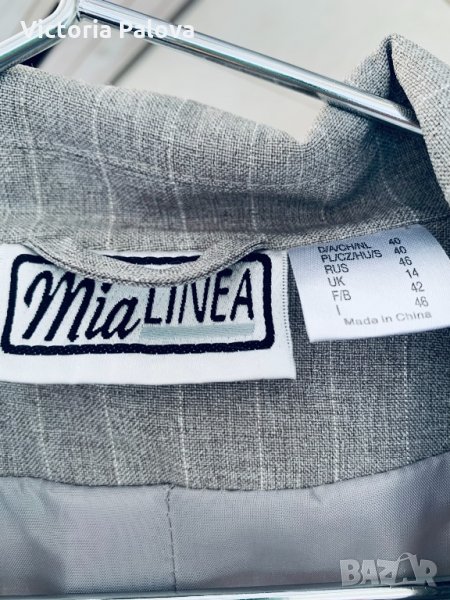 Victoria Palova
Mia LINEA
D/A/CH/NL 40
PL/CZ/HU/S 40
RUS 46
UK 14
F/B 42
I 46
Made in China
BAZAR